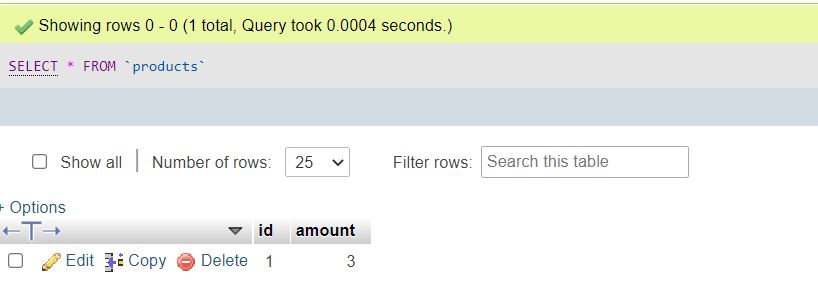 Showing rows 0 - 0 (1 total, Query took 0.0004 seconds.)
SELECT * FROM `products`
Show all | Number of rows: 25 Filter rows: Search this table
+ Options
←T→ id amount
Edit Copy Delete 1 3